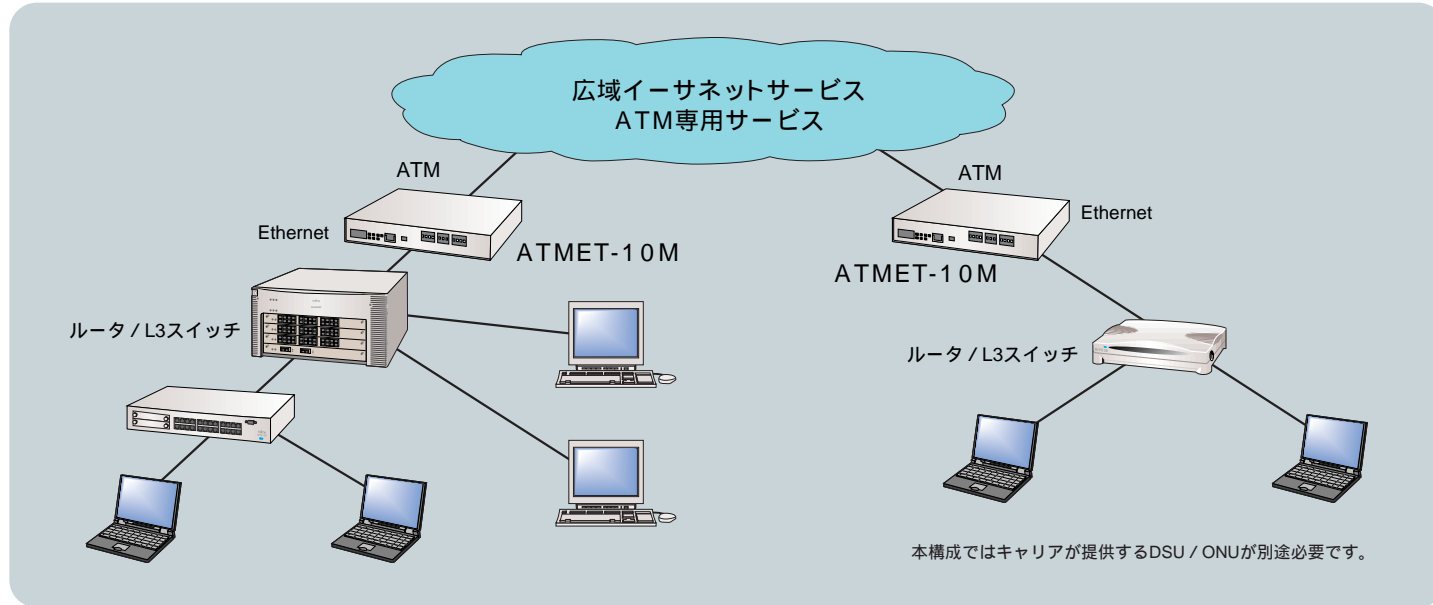 広域イーサネットサービス
ATM専用サービス
ATM
ATM
Ethernet
Ethernet
ATMET-10M
ATMET-10M
ルータ / L3スイッチ
ルータ / L3スイッチ
本構成ではキャリアが提供するDSU / ONUが別途必要です。